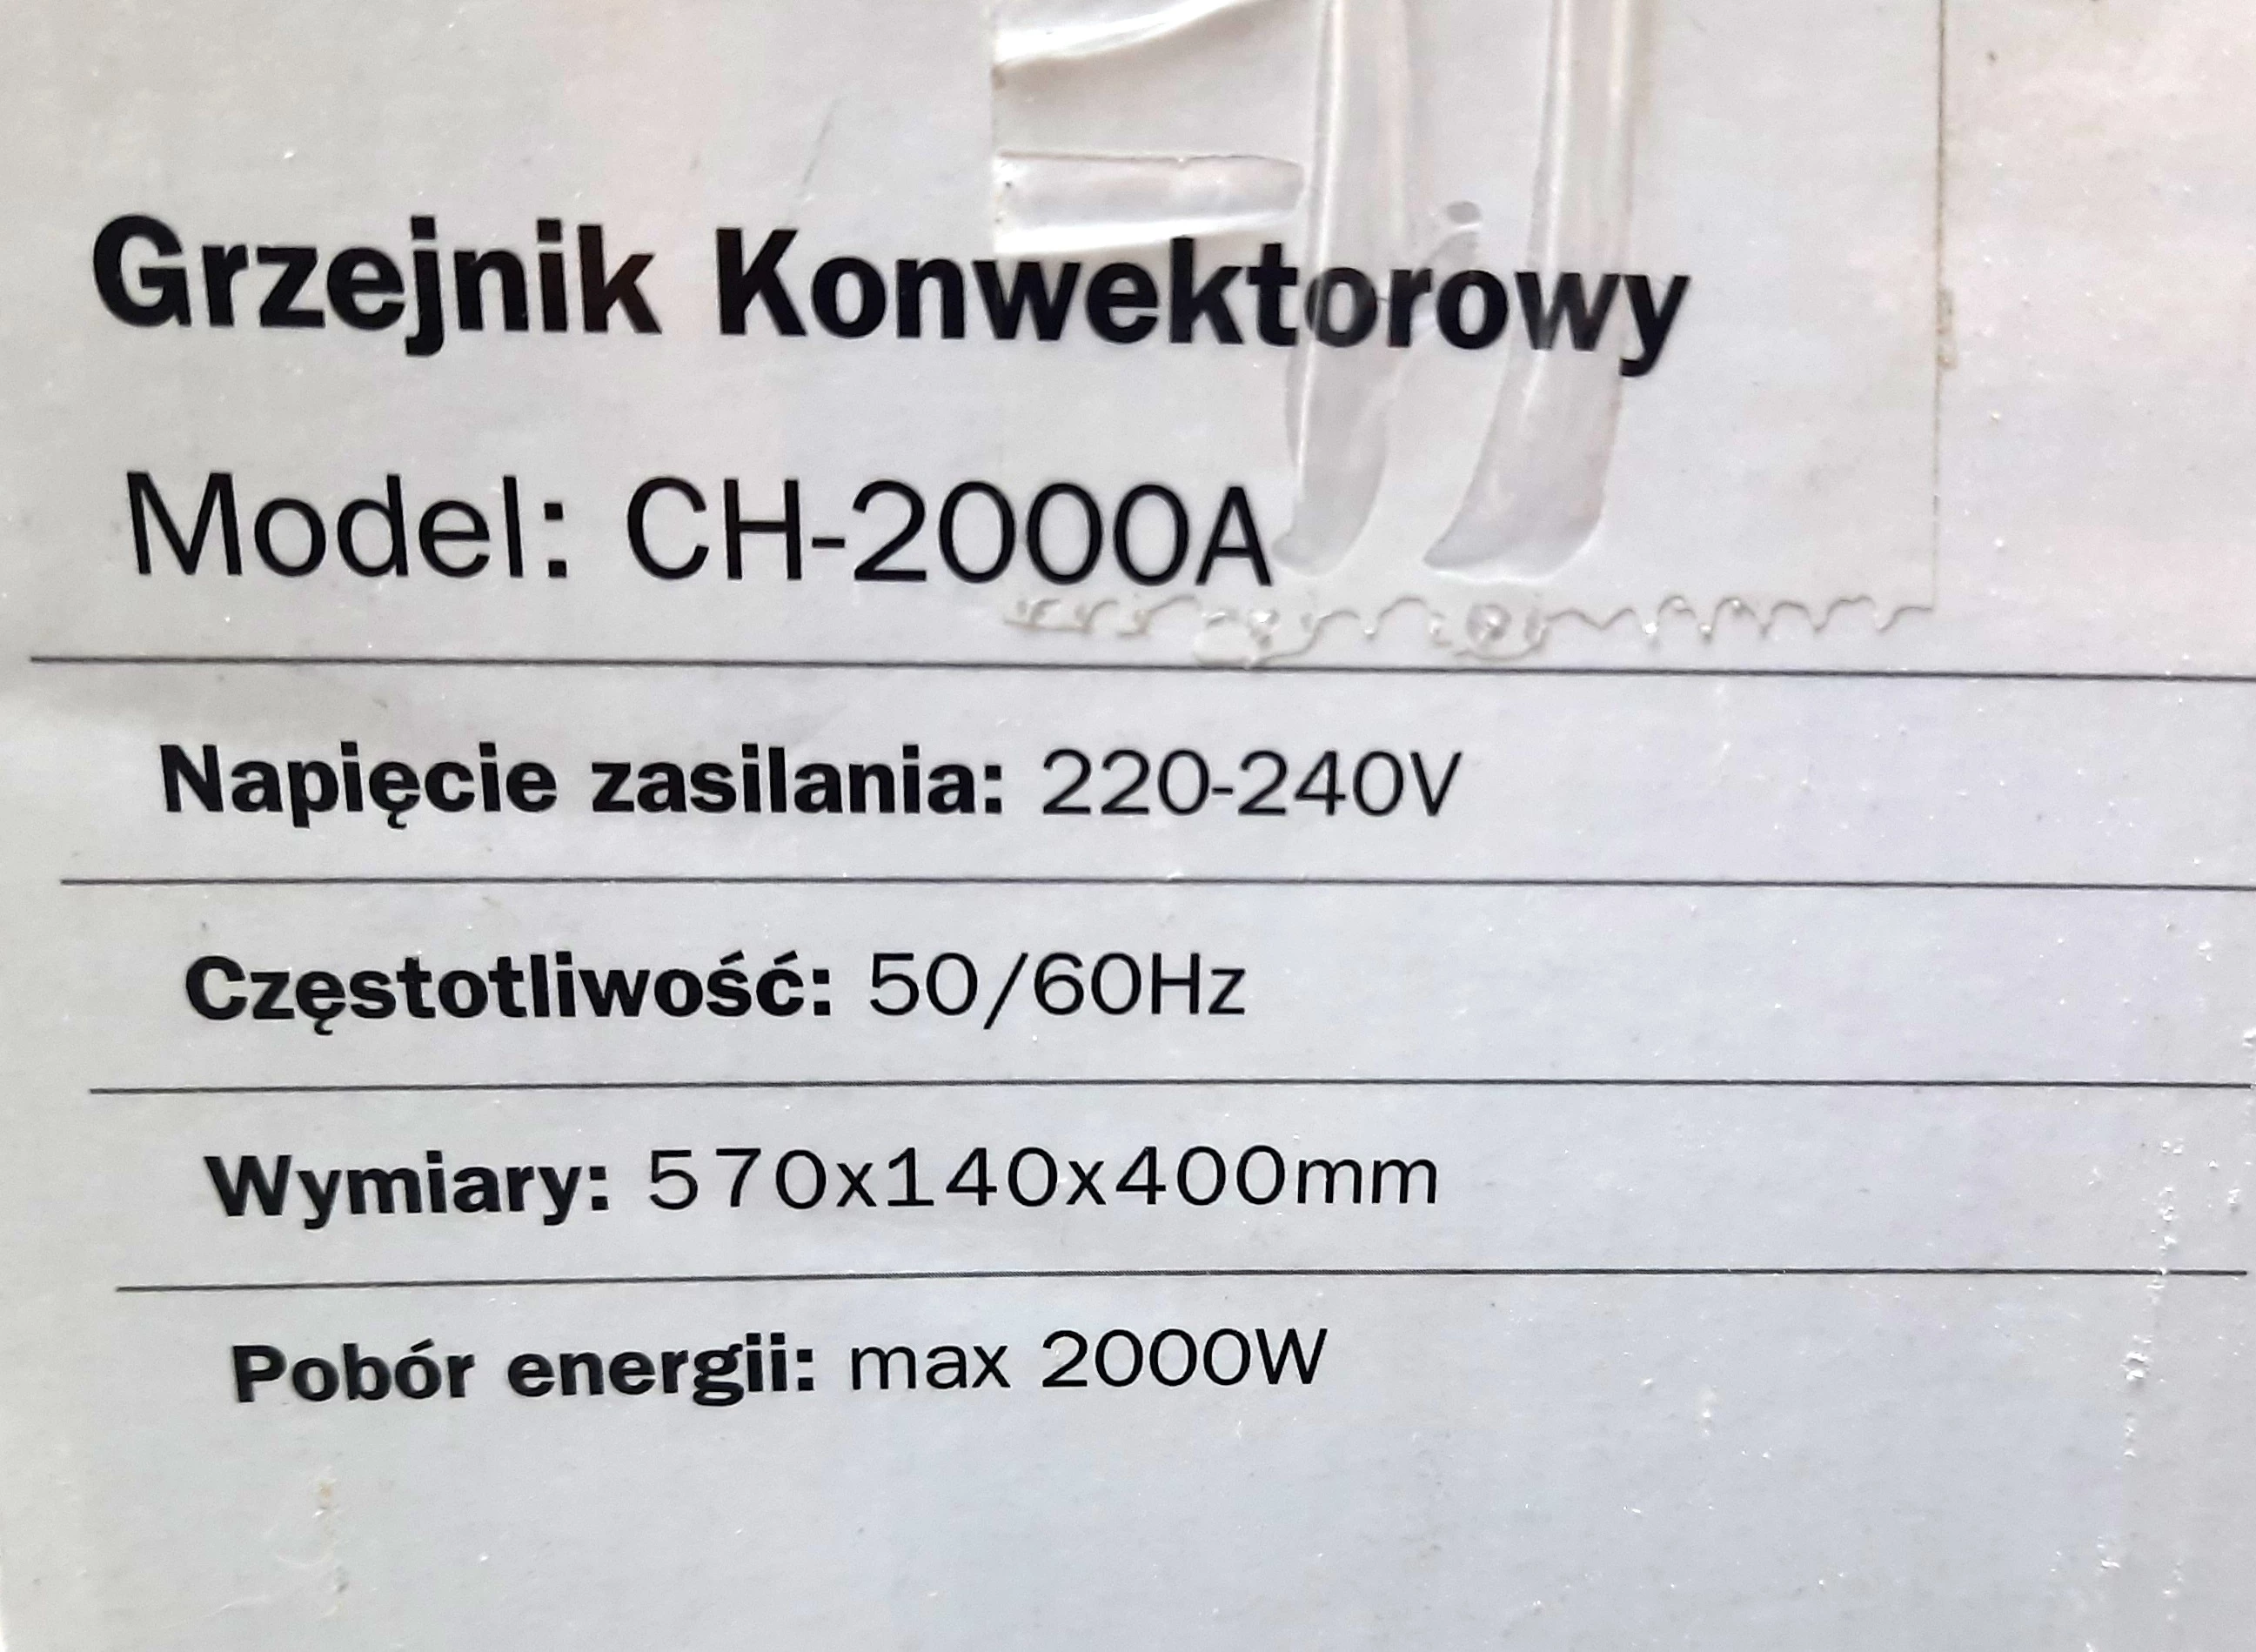 Grzejnik Konwektorowy
Model: CH-2000A
Napięcie zasilania: 220-240V
Częstotliwość: 50/60Hz
Wymiary: 570x140x400mm
Pobór energii: max 2000W